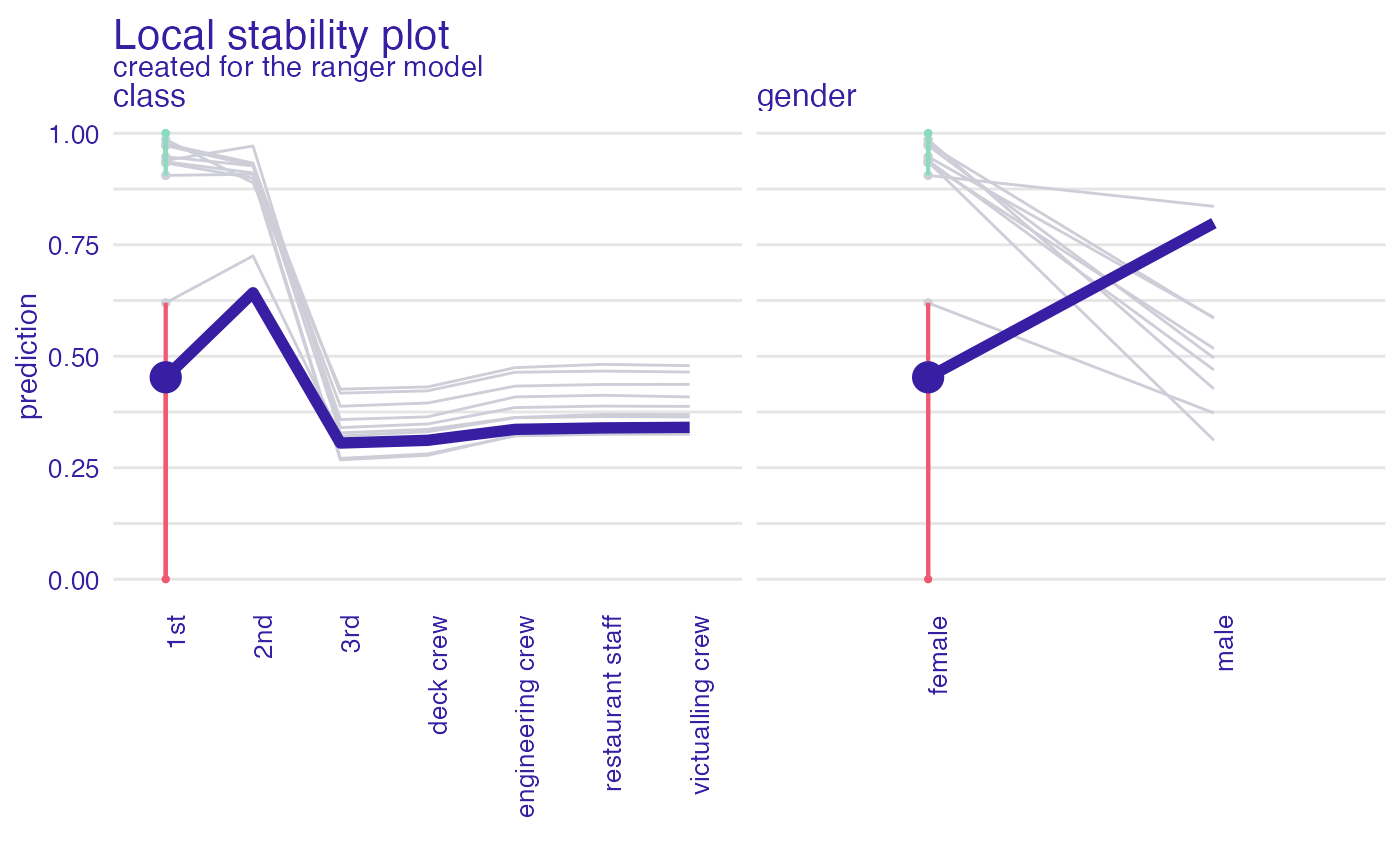 Local stability plot
created for the ranger model
class
gender
prediction
1.00
0.75
0.50
0.25
0.00
1st
2nd
3rd
deck crew
engineering crew
restaurant staff
victualling crew
female
male